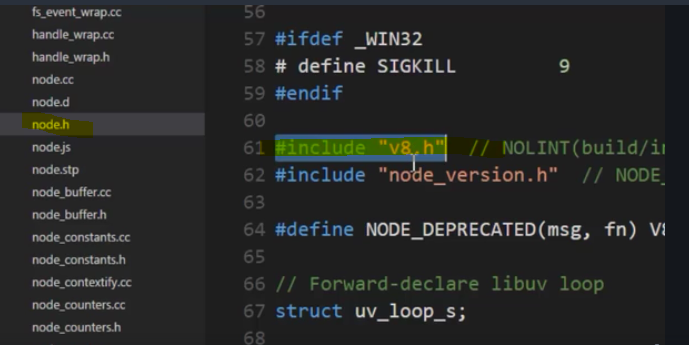 fs_event_wrap.cc
handle_wrap.cc
handle_wrap.h
node.cc
node.d
node.h
node.js
node.stp
node_buffer.cc
node_buffer.h
node_constants.cc
node_constants.h
node_contextify.cc
node_counters.cc
node_counters.h
56
57 #ifdef _WIN32
58 # define SIGKILL 9
59 #endif
60
61 #include "v8.h" // NOLINT(build/in
62 #include "node_version.h" // NODE_
63
64 #define NODE_DEPRECATED(msg, fn) V8
65
66 // Forward-declare libuv loop
67 struct uv_loop_s;
68